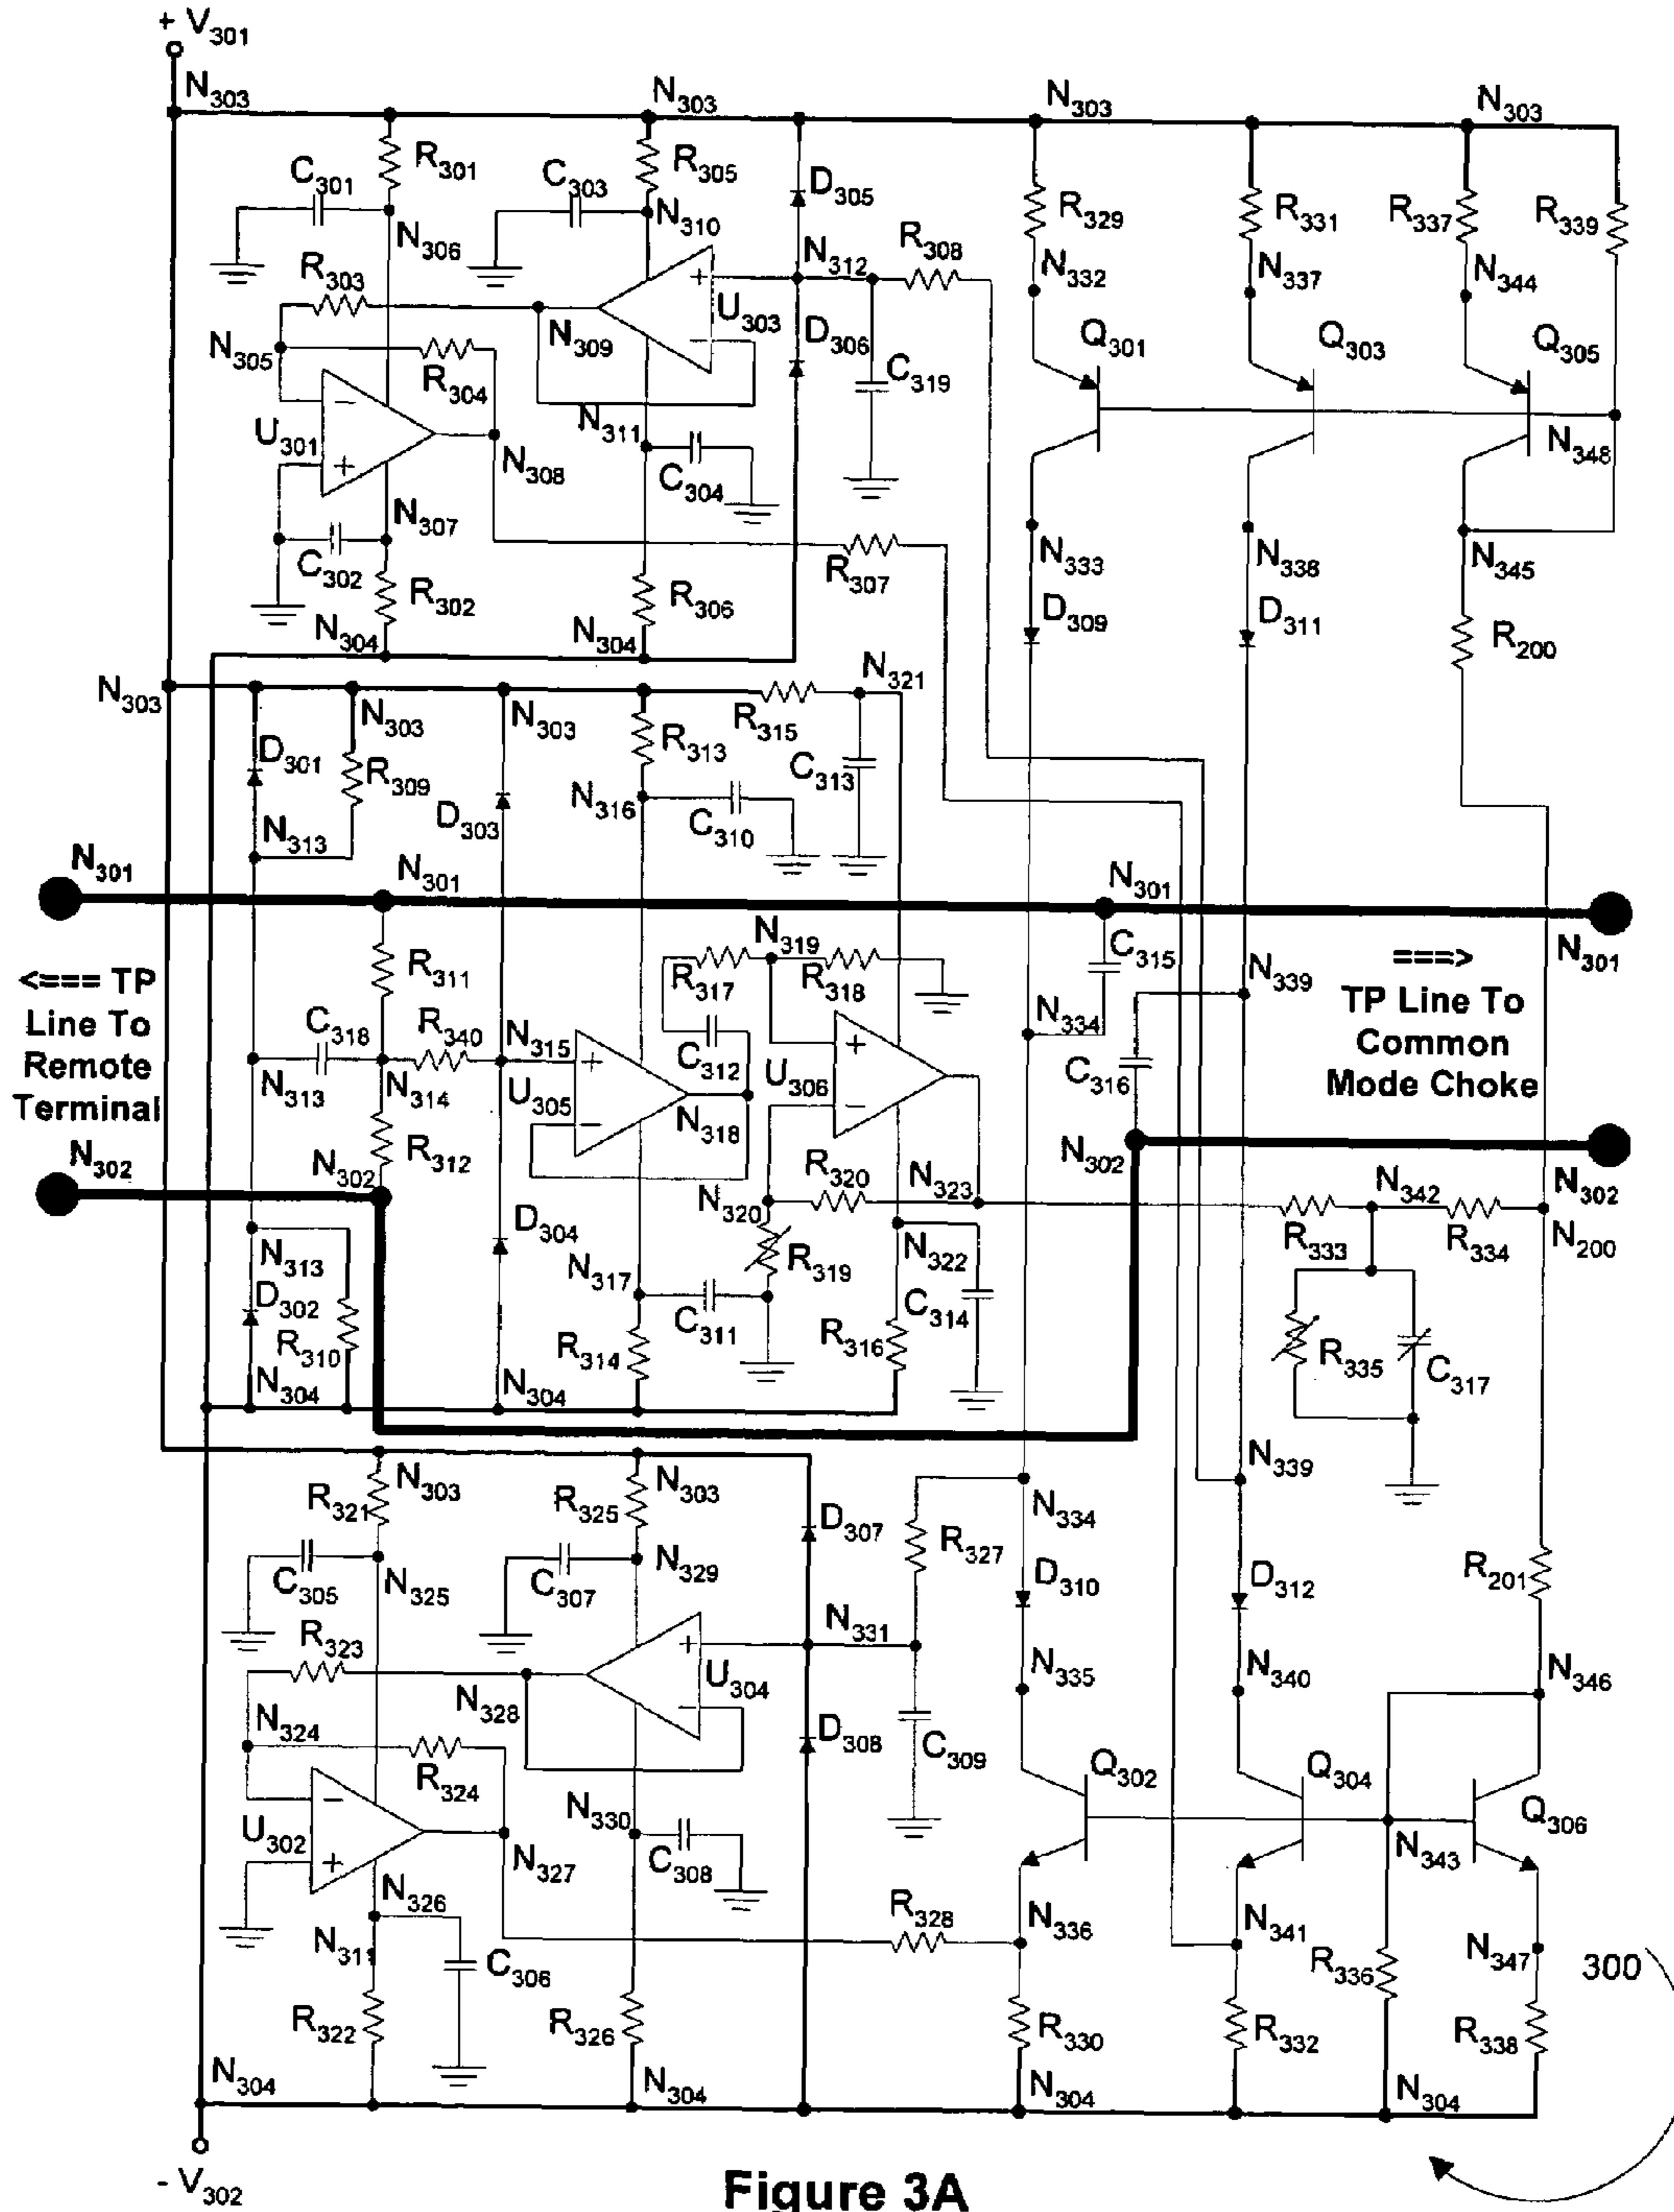 + V301
N303
N303
N303
N303
R301
R305
D305
R329
R331
R337
R339
C301
C303
N306
N310
N312
R308
N332
N337
N344
R303
U303
D306
Q301
Q303
Q305
N305
N309
R304
C319
U301
N311
N308
C304
N348
N307
C302
R307
N333
N338
N345
R302
R306
D309
D311
R200
N304
N304
N321
N303
N303
N303
R315
D301
R309
R313
C313
D303
N316
C310
N313
N301
N301
N301
N301
<=== TP
Line To
Remote
Terminal
R311
N319
R317
R318
C315
N339
===>
TP Line To
Common
Mode Choke
C318
R340
N315
C312
N334
C316
N313
N314
U305
U306
N318
N302
R312
N302
N302
N302
R320
N323
N342
N320
R333
R334
N200
D304
N313
R319
N322
N317
D302
R310
C311
C314
R335
C317
R314
R316
N304
N304
N339
N303
N303
R321
R325
D307
R327
N334
C305
N325
C307
N329
D310
D312
R201
R323
N331
U304
N335
N340
N346
N328
N324
D308
C309
R324
Q302
Q304
Q306
U302
N330
C308
N343
N327
N326
R328
N336
N341
N347
N311
C306
R336
300
R322
R326
R330
R332
R338
N304
N304
N304
N304
- V302
Figure 3A